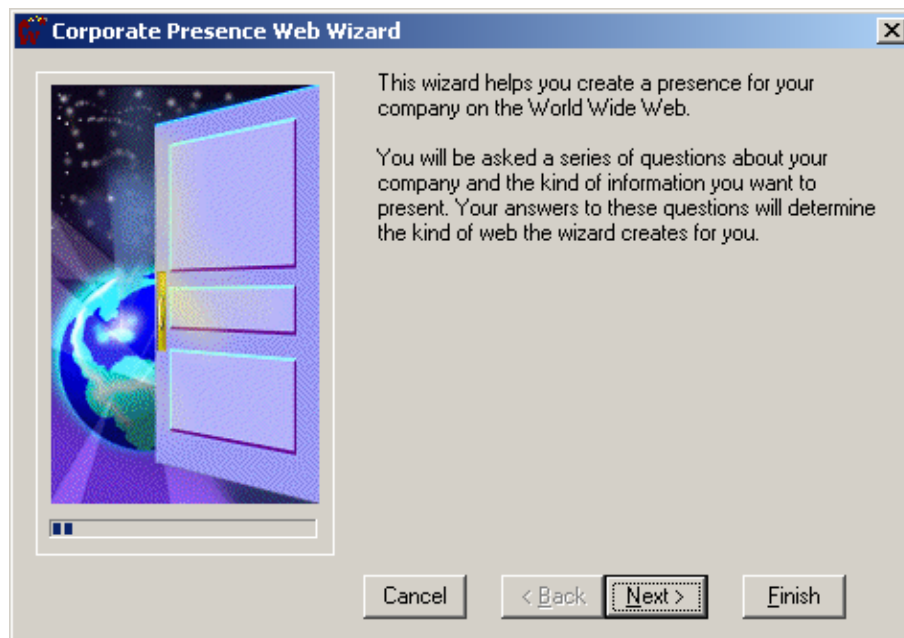 Corporate Presence Web Wizard
This wizard helps you create a presence for your
company on the World Wide Web.
You will be asked a series of questions about your
company and the kind of information you want to
present. Your answers to these questions will determine
the kind of web the wizard creates for you.
Cancel
< Back
Next >
Finish